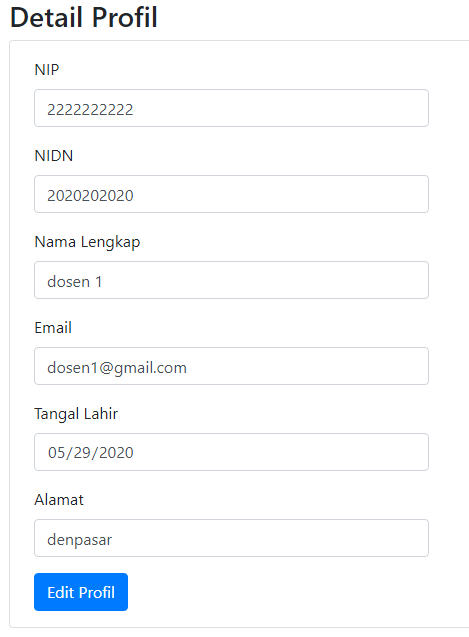 Detail Profil
NIP
2222222222
NIDN
2020202020
Nama Lengkap
dosen 1
Email
dosen1@gmail.com
Tangal Lahir
05/29/2020
Alamat
denpasar
Edit Profil